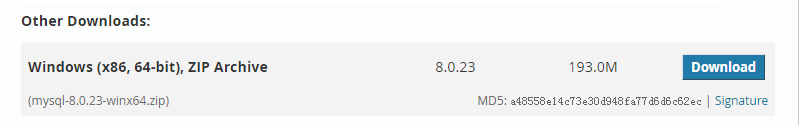 Other Downloads:
Windows (x86, 64-bit), ZIP Archive 8.0.23 193.0M Download
(mysql-8.0.23-winx64.zip) MD5: a48558e14c73e30d948fa77d6d6c62ec | Signature